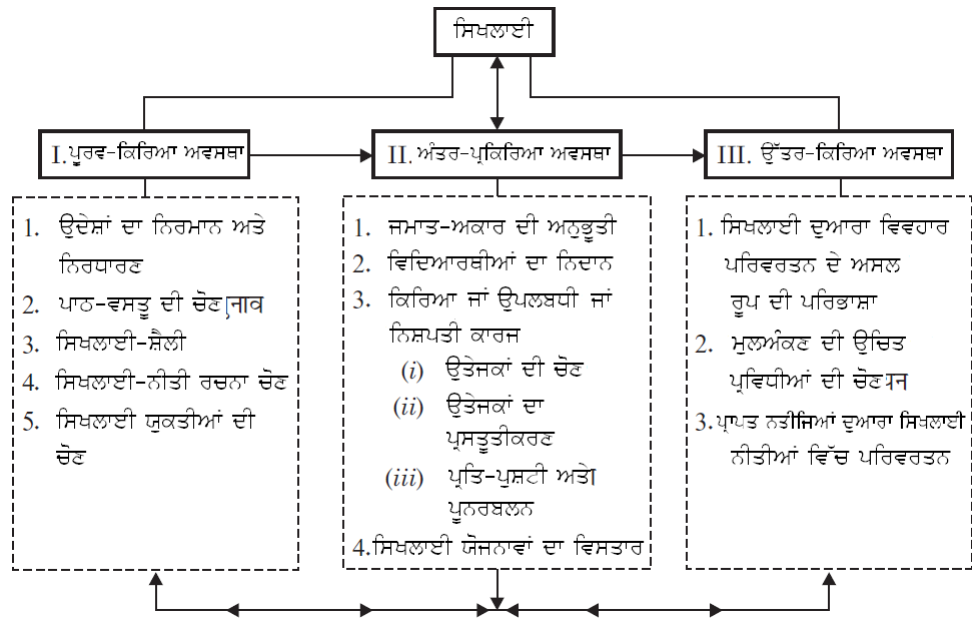 ਸਿਖਲਾਈ
I. ਪੂਰਵ-ਕਿਰਿਆ ਅਵਸਥਾ
II. ਅੰਤਰ-ਪ੍ਰਕਿਰਿਆ ਅਵਸਥਾ
III. ਉੱਤਰ-ਕਿਰਿਆ ਅਵਸਥਾ
1. ਉਦੇਸ਼ਾਂ ਦਾ ਨਿਰਮਾਨ ਅਤੇ
ਨਿਰਧਾਰਣ
2. ਪਾਠ-ਵਸਤੂ ਦੀ ਚੋਣ
3. ਸਿਖਲਾਈ-ਸ਼ੈਲੀ
4. ਸਿਖਲਾਈ-ਨੀਤੀ ਰਚਨਾ ਚੋਣ
5. ਸਿਖਲਾਈ ਯੁਕਤੀਆਂ ਦੀ
ਚੋਣ
1. ਜਮਾਤ-ਅਕਾਰ ਦੀ ਅਨੁਭੂਤੀ
2. ਵਿਦਿਆਰਥੀਆਂ ਦਾ ਨਿਦਾਨ
3. ਕਿਰਿਆ ਜਾਂ ਉਪਲਬਧੀ ਜਾਂ
ਨਿਸ਼ਪਤੀ ਕਾਰਜ
(i) ਉਤੇਜਕਾਂ ਦੀ ਚੋਣ
(ii) ਉਤੇਜਕਾਂ ਦਾ
ਪ੍ਰਸਤੂਤੀਕਰਣ
(iii) ਪ੍ਰਤਿ-ਪੁਸ਼ਟੀ ਅਤੇ
ਪੂਨਰਬਲਨ
4. ਸਿਖਲਾਈ ਯੋਜਨਾਵਾਂ ਦਾ ਵਿਸਤਾਰ
1. ਸਿਖਲਾਈ ਦੁਆਰਾ ਵਿਵਹਾਰ
ਪਰਿਵਰਤਨ ਦੇ ਅਸਲ
ਰੂਪ ਦੀ ਪਰਿਭਾਸ਼ਾ
2. ਮੁਲਅੰਕਣ ਦੀ ਉਚਿਤ
ਪ੍ਰਵਿਧੀਆਂ ਦੀ ਚੋਣ
3. ਪ੍ਰਾਪਤ ਨਤੀਜਿਆਂ ਦੁਆਰਾ ਸਿਖਲਾਈ
ਨੀਤੀਆਂ ਵਿੱਚ ਪਰਿਵਰਤਨ